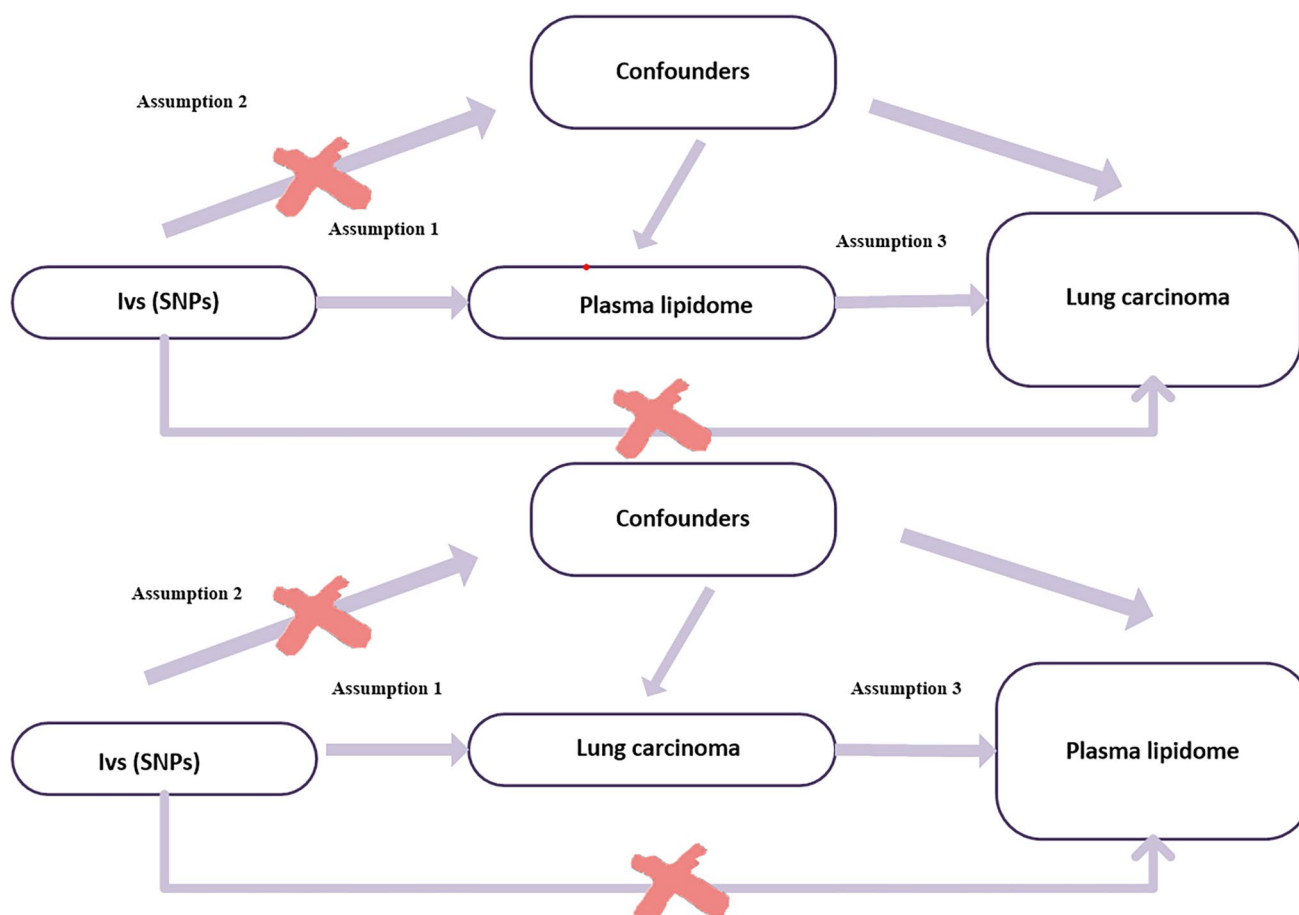 Confounders
Assumption 2
Assumption 1
Assumption 3
Ivs (SNPs)
Plasma lipidome
Lung carcinoma
Confounders
Assumption 2
Assumption 1
Assumption 3
Ivs (SNPs)
Lung carcinoma
Plasma lipidome